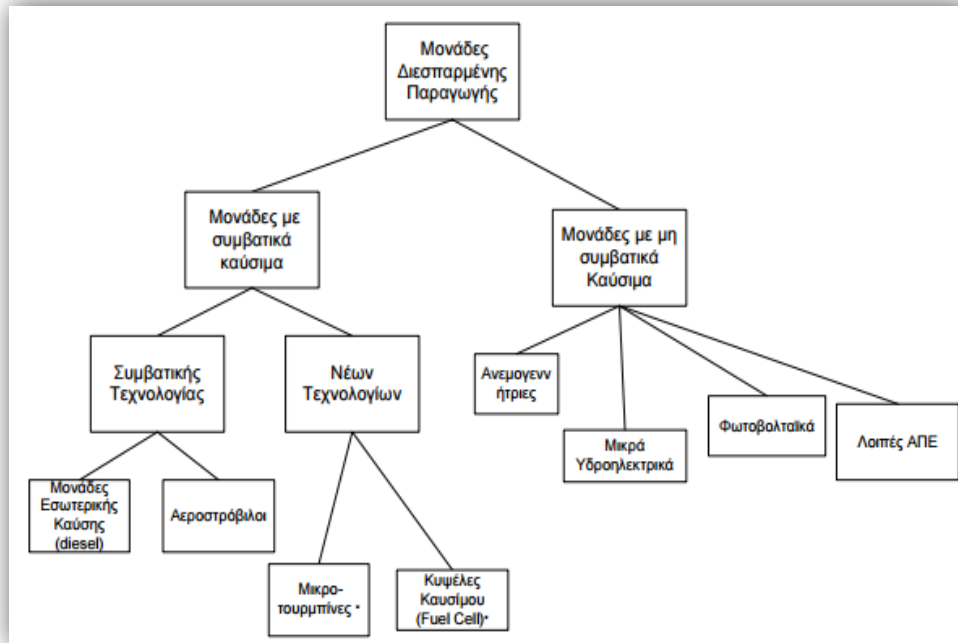 Μονάδες
Διεσπαρμένης
Παραγωγής
Μονάδες με
συμβατικά
καύσιμα
Μονάδες με μη
συμβατικά
Καύσιμα
Συμβατικής
Τεχνολογίας
Νέων
Τεχνολογίων
Ανεμογενν
ήτριες
Μικρά
Υδροηλεκτρικά
Φωτοβολταϊκά
Λοιπές ΑΠΕ
Μονάδες
Εσωτερικής
Καύσης
(diesel)
Αεροστρόβιλοι
Μικρο-
τουρμπίνες *
Κυψέλες
Καυσίμου
(Fuel Cell)*